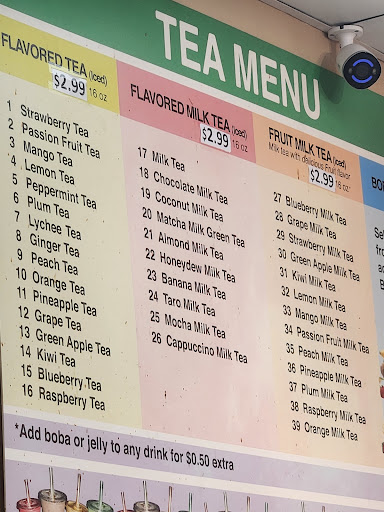 TEA MENU
FLAVORED TEA (iced)
$2.99 16 oz
1 Strawberry Tea
2 Passion Fruit Tea
3 Mango Tea
4 Lemon Tea
5 Peppermint Tea
6 Plum Tea
7 Lychee Tea
8 Ginger Tea
9 Peach Tea
10 Orange Tea
11 Pineapple Tea
12 Grape Tea
13 Green Apple Tea
14 Kiwi Tea
15 Blueberry Tea
16 Raspberry Tea
FLAVORED MILK TEA (iced)
$2.99 16 oz
17 Milk Tea
18 Chocolate Milk Tea
19 Coconut Milk Tea
20 Matcha Milk Green Tea
21 Almond Milk Tea
22 Honeydew Milk Tea
23 Banana Milk Tea
24 Taro Milk Tea
25 Mocha Milk Tea
26 Cappuccino Milk Tea
FRUIT MILK TEA (iced)
Milk tea with delicious Fruit flavor
$2.99 16 oz
27 Blueberry Milk Tea
28 Grape Milk Tea
29 Strawberry Milk Tea
30 Green Apple Milk Tea
31 Kiwi Milk Tea
32 Lemon Milk Tea
33 Mango Milk Tea
34 Passion Fruit Milk Tea
35 Peach Milk Tea
36 Pineapple Milk Tea
37 Plum Milk Tea
38 Raspberry Milk Tea
39 Orange Milk Tea
*Add boba or jelly to any drink for $0.50 extra